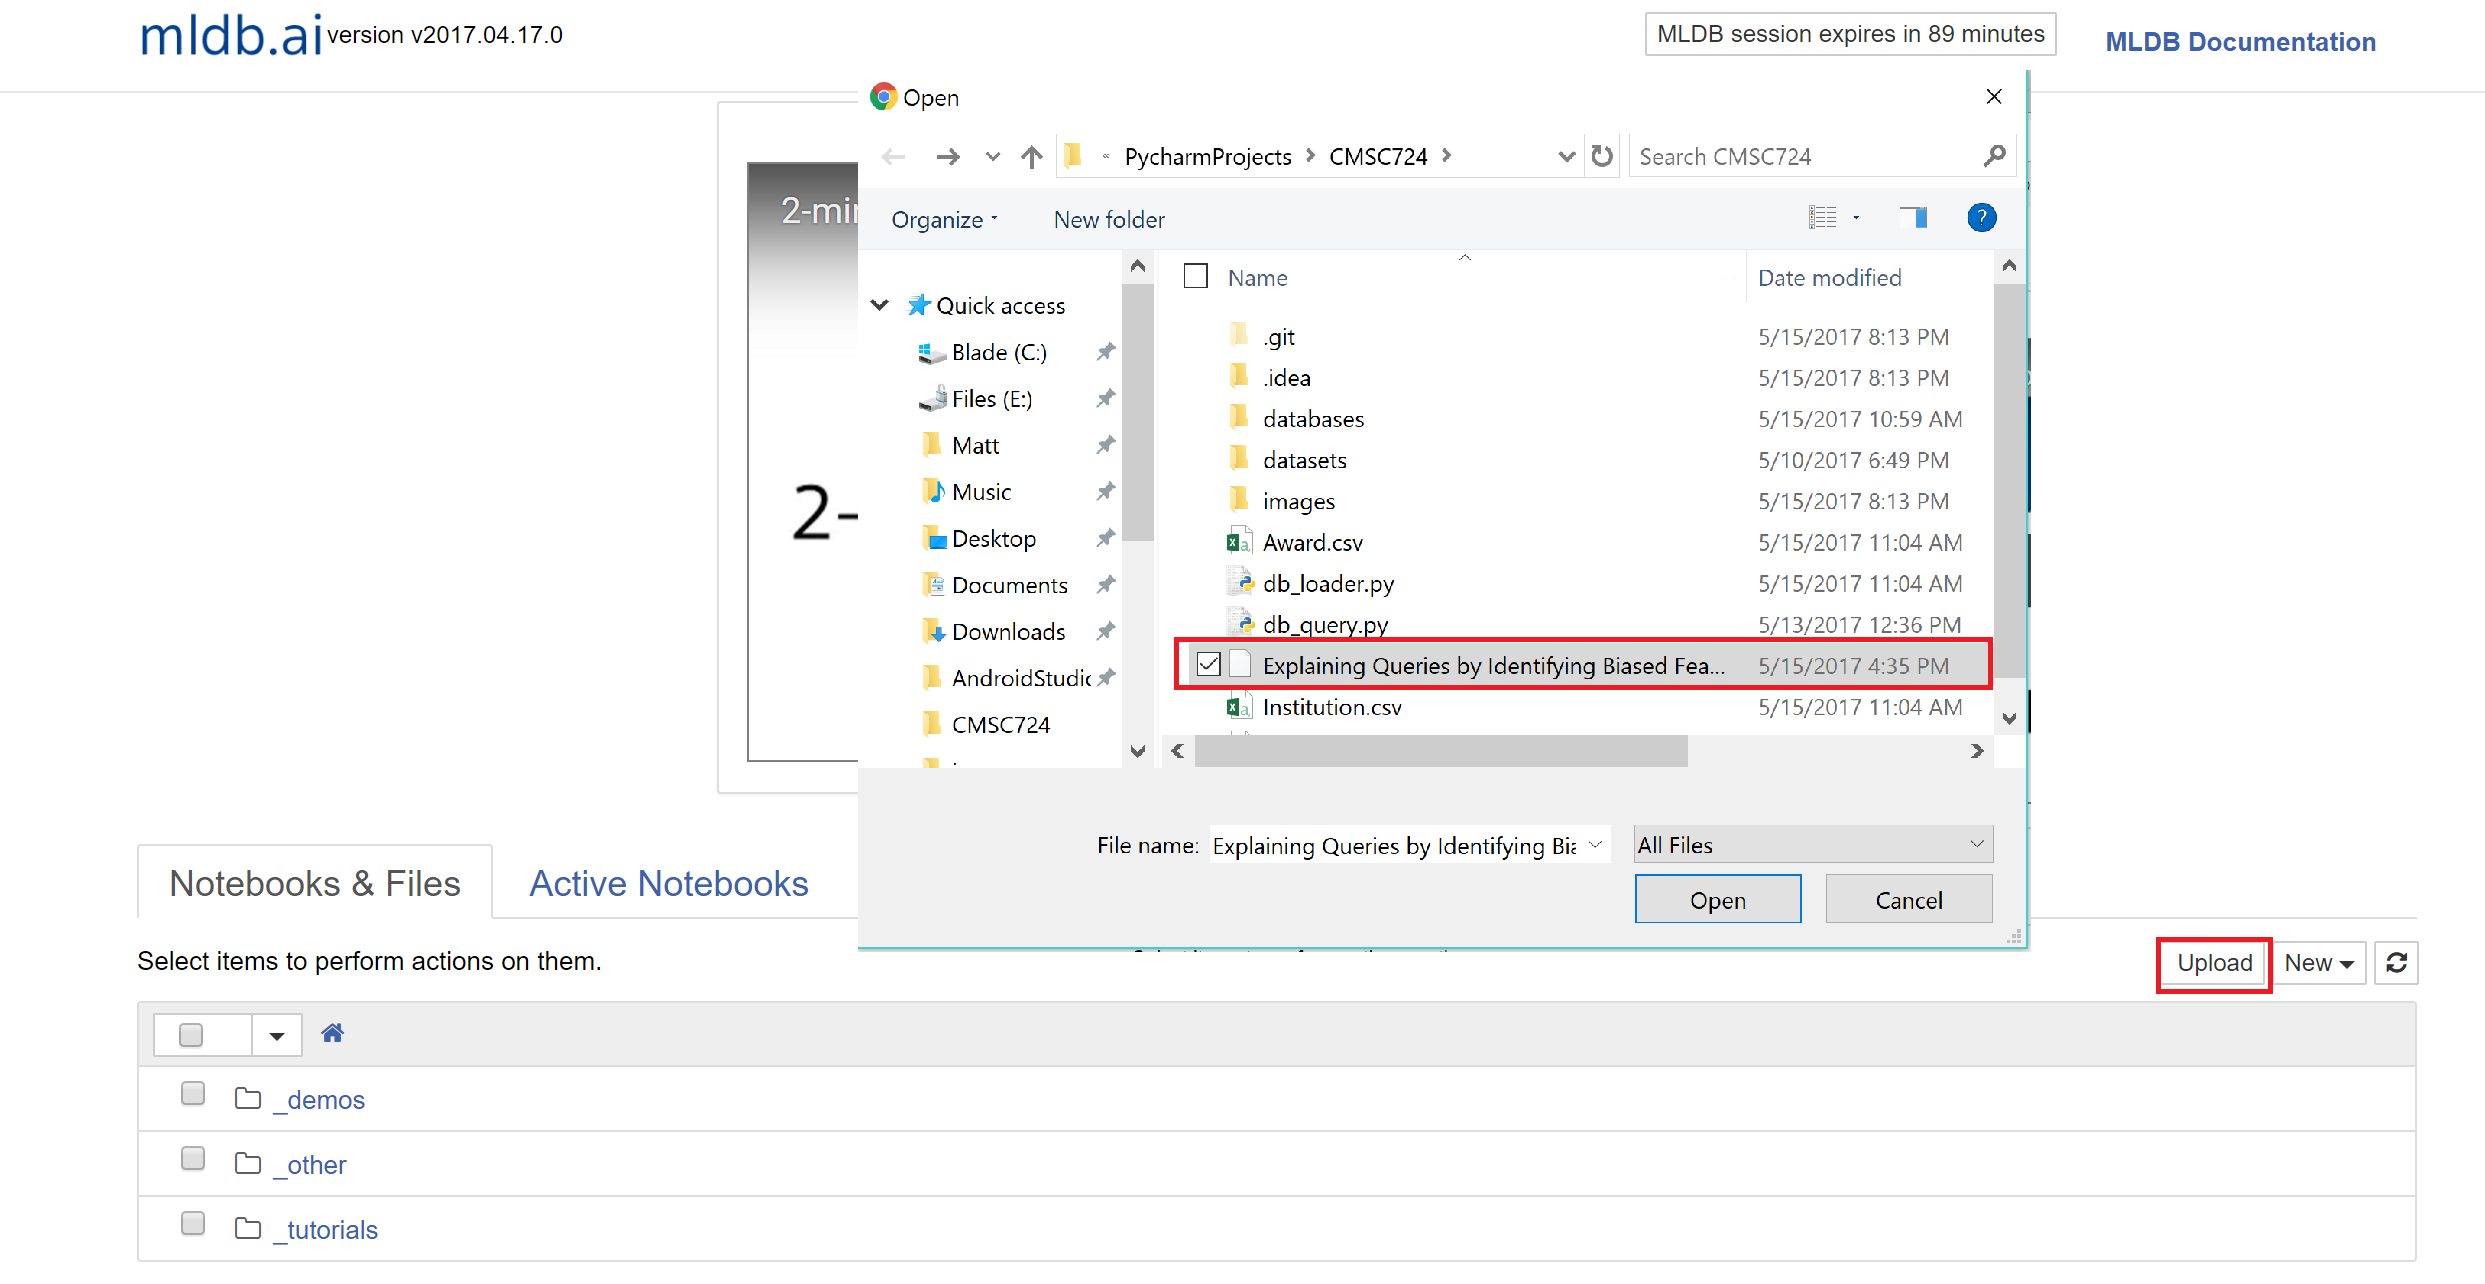 mldb.ai version v2017.04.17.0
MLDB session expires in 89 minutes
MLDB Documentation
2-min
2-
Open
« PycharmProjects > CMSC724 >
Search CMSC724
Organize
New folder
?
Name
Date modified
Quick access
Blade (C:)
Files (E:)
Matt
Music
Desktop
Documents
Downloads
AndroidStudio
CMSC724
.git 5/15/2017 8:13 PM
.idea 5/15/2017 8:13 PM
databases 5/15/2017 10:59 AM
datasets 5/10/2017 6:49 PM
images 5/15/2017 8:13 PM
Award.csv 5/15/2017 11:04 AM
db_loader.py 5/15/2017 11:04 AM
db_query.py 5/13/2017 12:36 PM
Explaining Queries by Identifying Biased Fea... 5/15/2017 4:35 PM
Institution.csv 5/15/2017 11:04 AM
File name: Explaining Queries by Identifying Bia
All Files
Open
Cancel
Notebooks & Files
Active Notebooks
Select items to perform actions on them.
Upload
New
_demos
_other
_tutorials